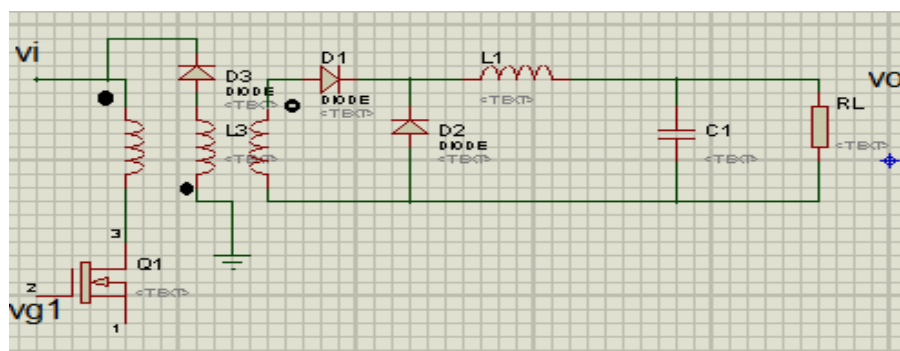 vi
D3
DIODE
<TEXT>
L3
<TEXT>
D1
DIODE
<TEXT>
L1
<TEXT>
D2
DIODE
<TEXT>
C1
<TEXT>
vo
RL
<TEXT>
3
Q1
<TEXT>
2
vg1
1